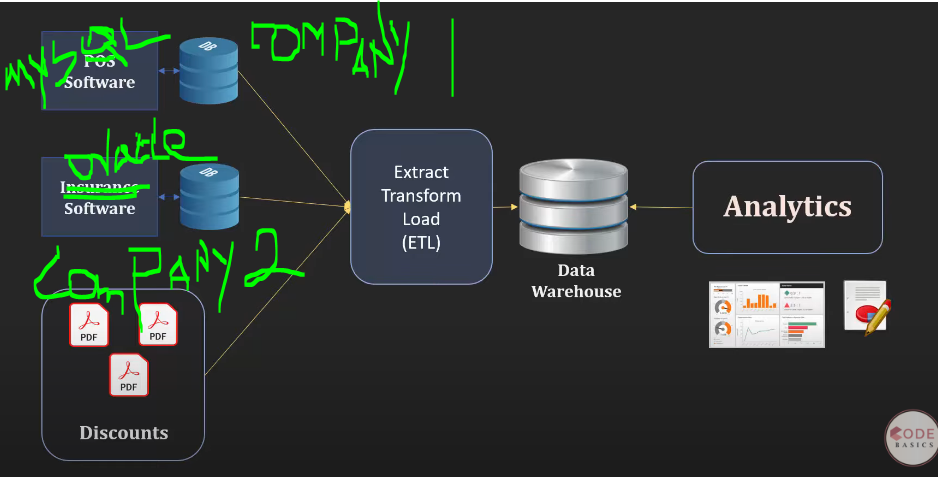 COMPANY 1
mySQL
POS
Software
DB
oracle
Insurance
Software
DB
ComPANY 2
PDF
PDF
PDF
Discounts
Extract
Transform
Load
(ETL)
Data
Warehouse
Analytics
CODE
BASICS